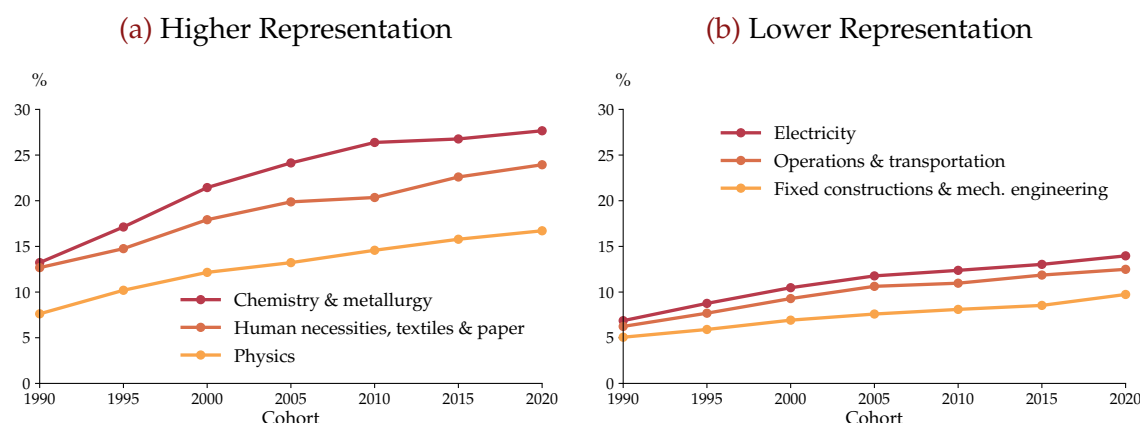 (a) Higher Representation
%
30
25
20
15
10
5
0
1990 1995 2000 2005 2010 2015 2020
Cohort
Chemistry & metallurgy
Human necessities, textiles & paper
Physics
(b) Lower Representation
%
30
25
20
15
10
5
0
1990 1995 2000 2005 2010 2015 2020
Cohort
Electricity
Operations & transportation
Fixed constructions & mech. engineering